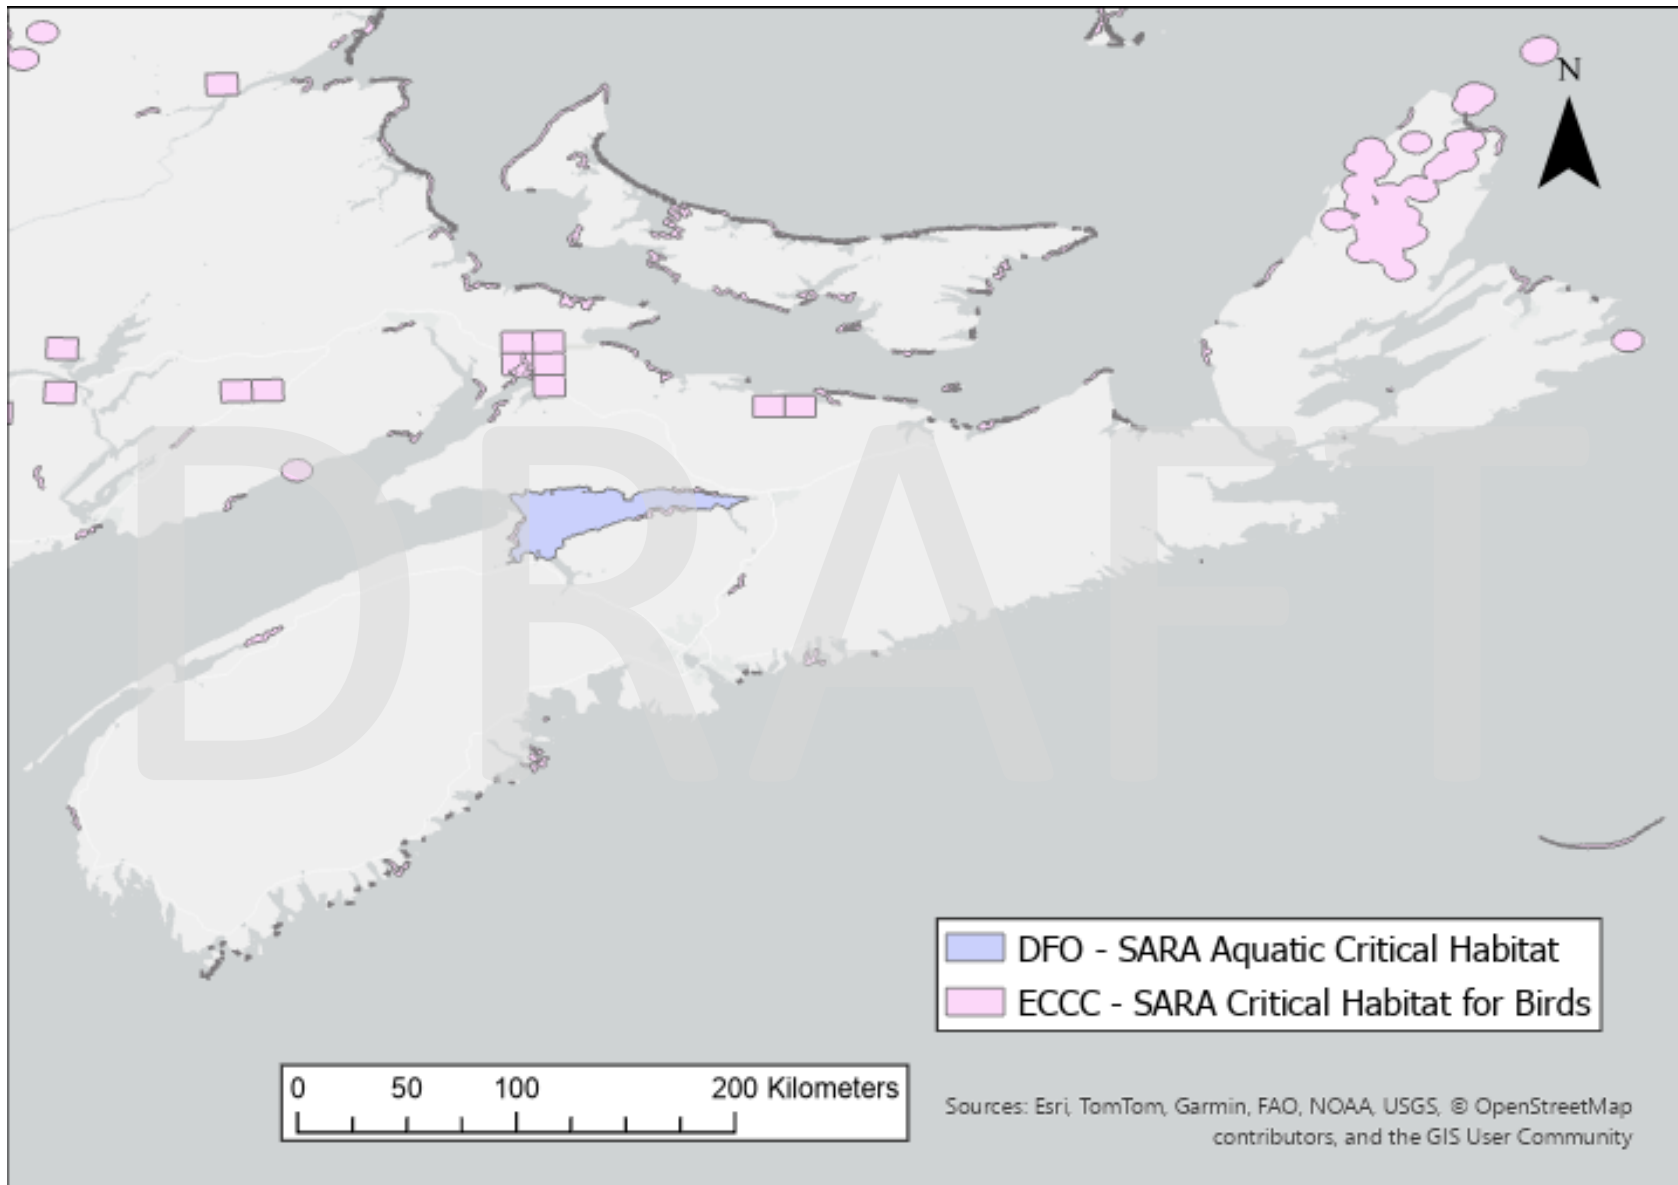 N
DRAFT
DFO - SARA Aquatic Critical Habitat
ECCC - SARA Critical Habitat for Birds
0 50 100 200 Kilometers
Sources: Esri, TomTom, Garmin, FAO, NOAA, USGS, © OpenStreetMap
contributors, and the GIS User Community